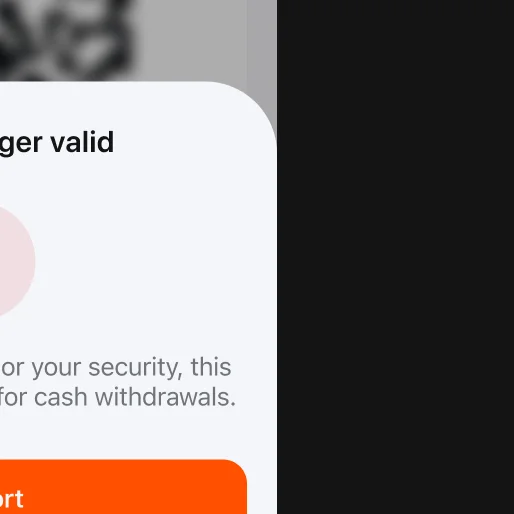 ger valid
or your security, this
for cash withdrawals.
ort